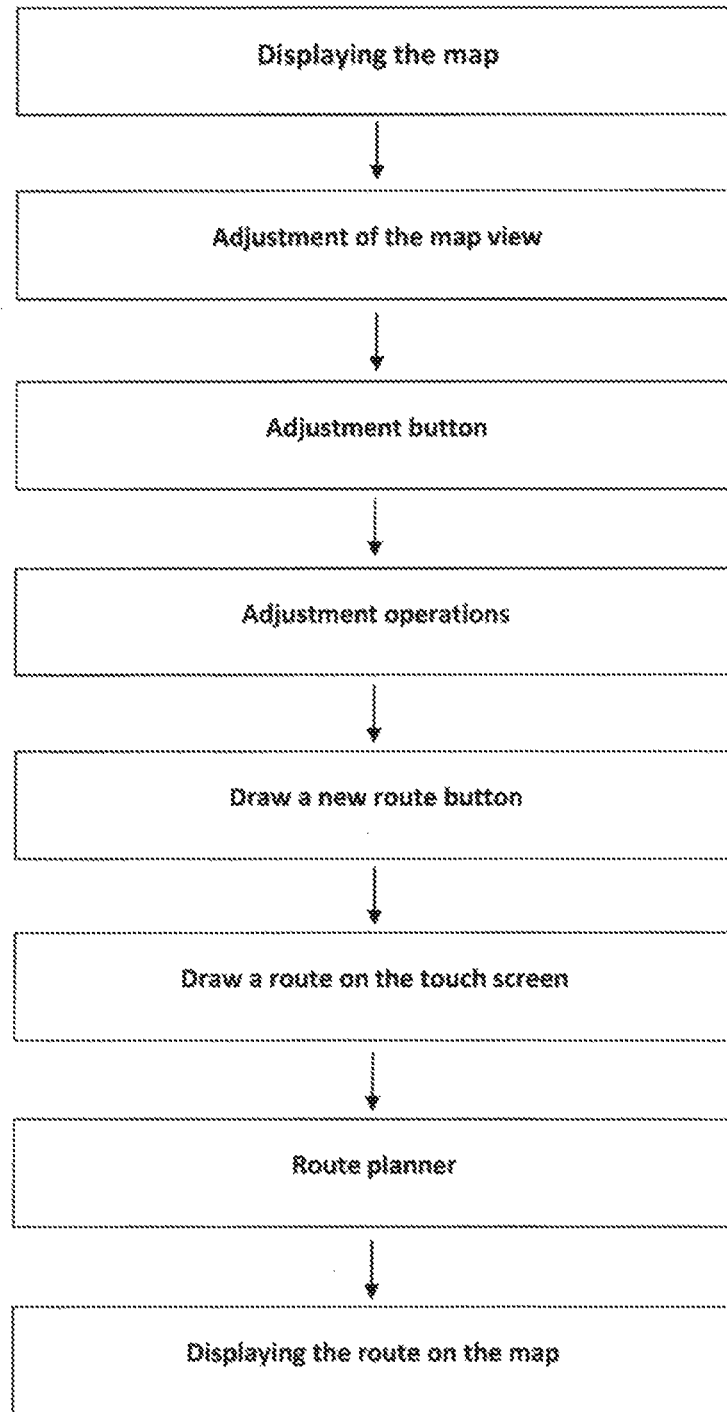 Displaying the map
Adjustment of the map view
Adjustment button
Adjustment operations
Draw a new route button
Draw a route on the touch screen
Route planner
Displaying the route on the map